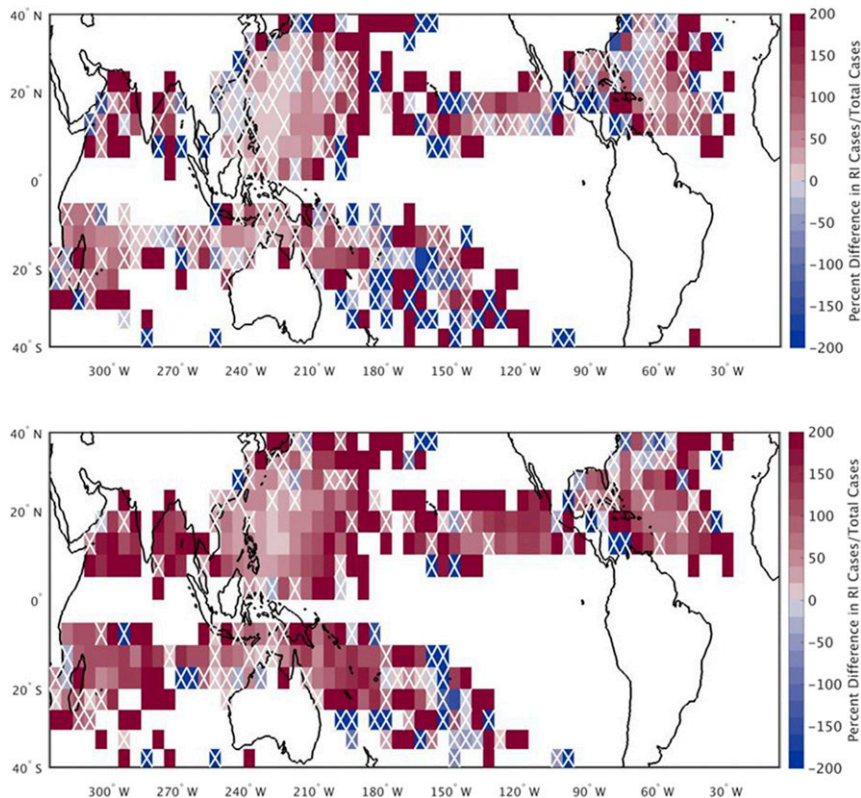 40° N
20° N
0°
20° S
40° S
300° W 270° W 240° W 210° W 180° W 150° W 120° W 90° W 60° W 30° W
200
150
100
50
0
−50
−100
−150
−200
Percent Difference in RI Cases/Total Cases
40° N
20° N
0°
20° S
40° S
300° W 270° W 240° W 210° W 180° W 150° W 120° W 90° W 60° W 30° W
200
150
100
50
0
−50
−100
−150
−200
Percent Difference in RI Cases/Total Cases